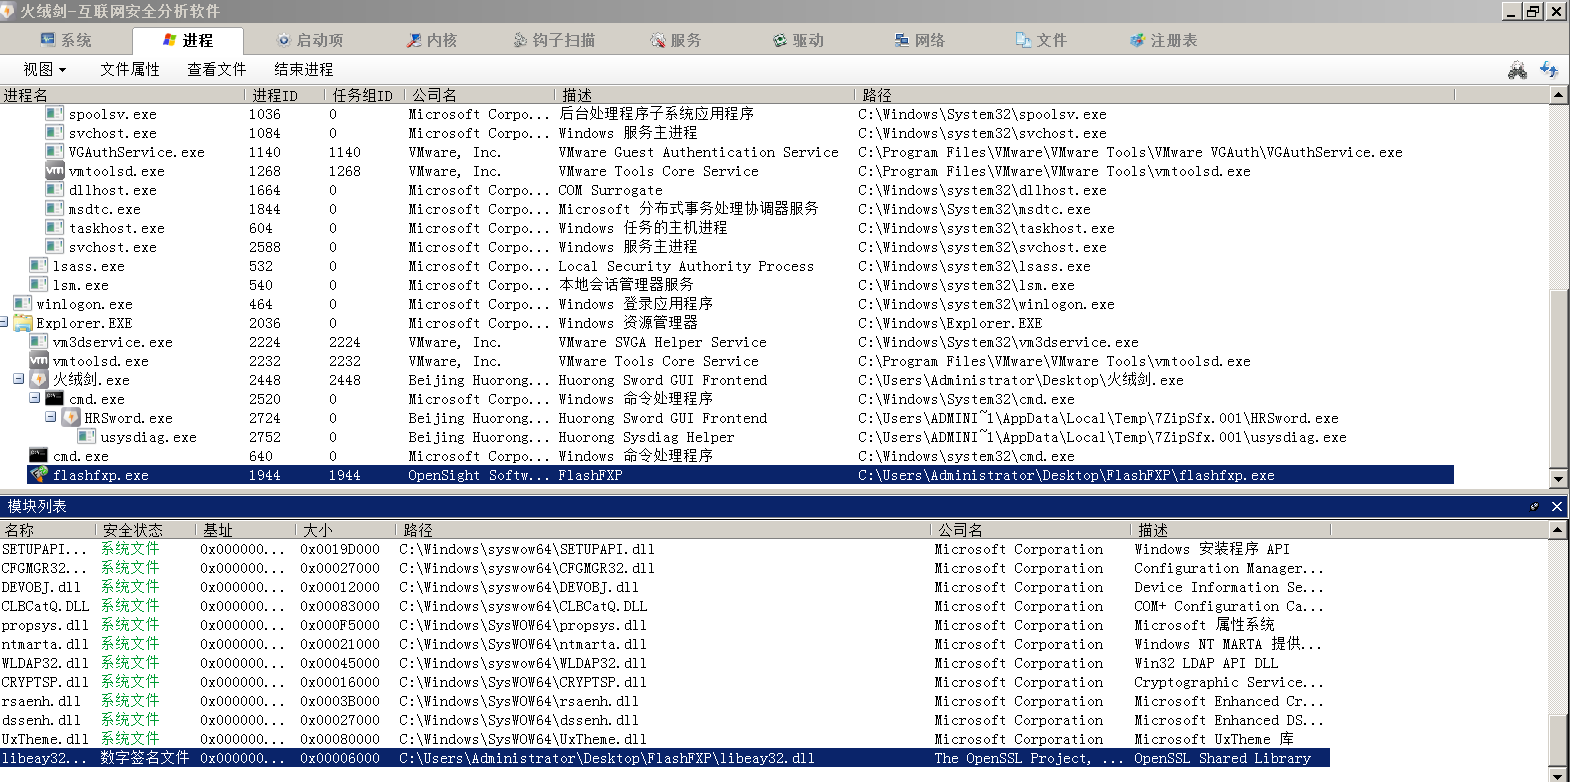 火绒剑-互联网安全分析软件
系统 进程 启动项 内核 钩子扫描 服务 驱动 网络 文件 注册表
视图 文件属性 查看文件 结束进程
进程名 进程ID 任务组ID 公司名 描述 路径
spoolsv.exe 1036 0 Microsoft Corpo... 后台处理程序子系统应用程序 C:\Windows\System32\spoolsv.exe
svchost.exe 1084 0 Microsoft Corpo... Windows 服务主进程 C:\Windows\System32\svchost.exe
VGAuthService.exe 1140 1140 VMware, Inc. VMware Guest Authentication Service C:\Program Files\VMware\VMware Tools\VMware VGAuth\VGAuthService.exe
vmtoolsd.exe 1268 1268 VMware, Inc. VMware Tools Core Service C:\Program Files\VMware\VMware Tools\vmtoolsd.exe
dllhost.exe 1664 0 Microsoft Corpo... COM Surrogate C:\Windows\system32\dllhost.exe
msdtc.exe 1844 0 Microsoft Corpo... Microsoft 分布式事务处理协调器服务 C:\Windows\System32\msdtc.exe
taskhost.exe 604 0 Microsoft Corpo... Windows 任务的主机进程 C:\Windows\system32\taskhost.exe
svchost.exe 2588 0 Microsoft Corpo... Windows 服务主进程 C:\Windows\system32\svchost.exe
lsass.exe 532 0 Microsoft Corpo... Local Security Authority Process C:\Windows\system32\lsass.exe
lsm.exe 540 0 Microsoft Corpo... 本地会话管理器服务 C:\Windows\system32\lsm.exe
winlogon.exe 464 0 Microsoft Corpo... Windows 登录应用程序 C:\Windows\system32\winlogon.exe
Explorer.EXE 2036 0 Microsoft Corpo... Windows 资源管理器 C:\Windows\Explorer.EXE
vm3dservice.exe 2224 2224 VMware, Inc. VMware SVGA Helper Service C:\Windows\System32\vm3dservice.exe
vmtoolsd.exe 2232 2232 VMware, Inc. VMware Tools Core Service C:\Program Files\VMware\VMware Tools\vmtoolsd.exe
火绒剑.exe 2448 2448 Beijing Huorong... Huorong Sword GUI Frontend C:\Users\Administrator\Desktop\火绒剑.exe
cmd.exe 2520 0 Microsoft Corpo... Windows 命令处理程序 C:\Windows\System32\cmd.exe
HRSword.exe 2724 0 Beijing Huorong... Huorong Sword GUI Frontend C:\Users\ADMINI~1\AppData\Local\Temp\7ZipSfx.001\HRSword.exe
usysdiag.exe 2752 0 Beijing Huorong... Huorong Sysdiag Helper C:\Users\ADMINI~1\AppData\Local\Temp\7ZipSfx.001\usysdiag.exe
cmd.exe 640 0 Microsoft Corpo... Windows 命令处理程序 C:\Windows\system32\cmd.exe
flashfxp.exe 1944 1944 OpenSight Softw... FlashFXP C:\Users\Administrator\Desktop\FlashFXP\flashfxp.exe
模块列表
名称 安全状态 基址 大小 路径 公司名 描述
SETUPAPI... 系统文件 0x000000... 0x0019D000 C:\Windows\syswow64\SETUPAPI.dll Microsoft Corporation Windows 安装程序 API
CFGMGR32... 系统文件 0x000000... 0x00027000 C:\Windows\syswow64\CFGMGR32.dll Microsoft Corporation Configuration Manager...
DEVOBJ.dll 系统文件 0x000000... 0x00012000 C:\Windows\syswow64\DEVOBJ.dll Microsoft Corporation Device Information Se...
CLBCatQ.DLL 系统文件 0x000000... 0x00083000 C:\Windows\syswow64\CLBCatQ.DLL Microsoft Corporation COM+ Configuration Ca...
propsys.dll 系统文件 0x000000... 0x000F5000 C:\Windows\SysWOW64\propsys.dll Microsoft Corporation Microsoft 属性系统
ntmarta.dll 系统文件 0x000000... 0x00021000 C:\Windows\SysWOW64\ntmarta.dll Microsoft Corporation Windows NT MARTA 提供...
WLDAP32.dll 系统文件 0x000000... 0x00045000 C:\Windows\SysWOW64\WLDAP32.dll Microsoft Corporation Win32 LDAP API DLL
CRYPTSP.dll 系统文件 0x000000... 0x00016000 C:\Windows\SysWOW64\CRYPTSP.dll Microsoft Corporation Cryptographic Service...
rsaenh.dll 系统文件 0x000000... 0x0003B000 C:\Windows\SysWOW64\rsaenh.dll Microsoft Corporation Microsoft Enhanced Cr...
dssenh.dll 系统文件 0x000000... 0x00027000 C:\Windows\SysWOW64\dssenh.dll Microsoft Corporation Microsoft Enhanced DS...
UxTheme.dll 系统文件 0x000000... 0x00080000 C:\Windows\SysWOW64\UxTheme.dll Microsoft Corporation Microsoft UxTheme 库
libeay32... 数字签名文件 0x000000... 0x00006000 C:\Users\Administrator\Desktop\FlashFXP\libeay32.dll The OpenSSL Project, ... OpenSSL Shared Library